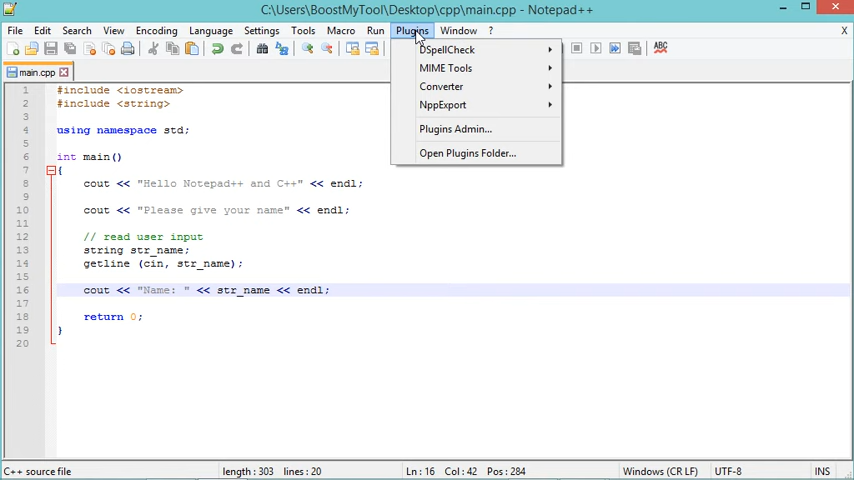 C:\Users\BoostMyTool\Desktop\cpp\main.cpp - Notepad++
File Edit Search View Encoding Language Settings Tools Macro Run Plugins Window ? X
ABC
main.cpp
DSpellCheck
MIME Tools
Converter
NppExport
Plugins Admin...
Open Plugins Folder...
1 #include <iostream>
2 #include <string>
3
4 using namespace std;
5
6 int main()
7 {
8 cout << "Hello Notepad++ and C++" << endl;
9
10 cout << "Please give your name" << endl;
11
12 // read user input
13 string str_name;
14 getline (cin, str_name);
15
16 cout << "Name: " << str_name << endl;
17
18 return 0;
19 }
20
C++ source file length : 303 lines : 20 Ln : 16 Col : 42 Pos : 284 Windows (CR LF) UTF-8 INS